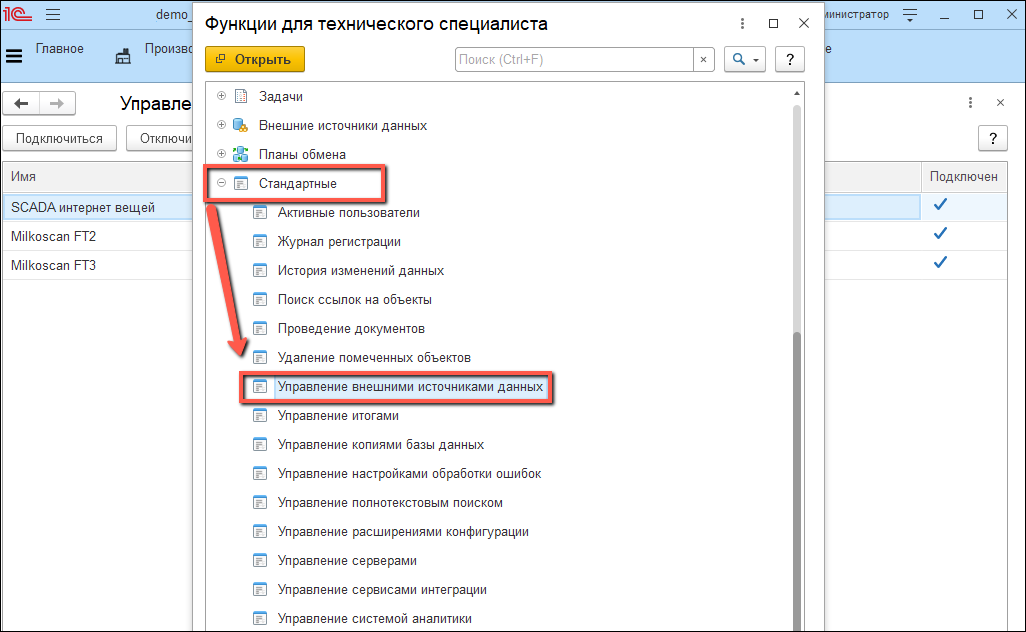 1С
demo_
министратор
Функции для технического специалиста
Главное
Произво
е
Открыть
Поиск (Ctrl+F)
×
?
Управле
Подключиться
Отключи
?
Имя
Подключен
SCADA интернет вещей
Milkoscan FT2
Milkoscan FT3
Задачи
Внешние источники данных
Планы обмена
Стандартные
Активные пользователи
Журнал регистрации
История изменений данных
Поиск ссылок на объекты
Проведение документов
Удаление помеченных объектов
Управление внешними источниками данных
Управление итогами
Управление копиями базы данных
Управление настройками обработки ошибок
Управление полнотекстовым поиском
Управление расширениями конфигурации
Управление серверами
Управление сервисами интеграции
Управление системой аналитики